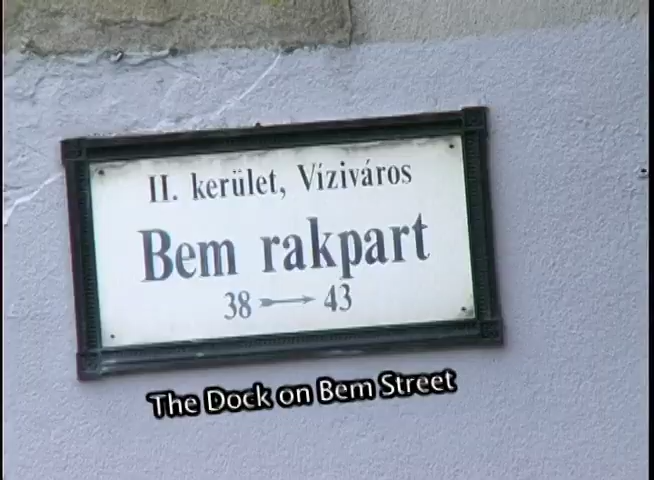 II. kerület, Víziváros
Bem rakpart
38 → 43
The Dock on Bem Street